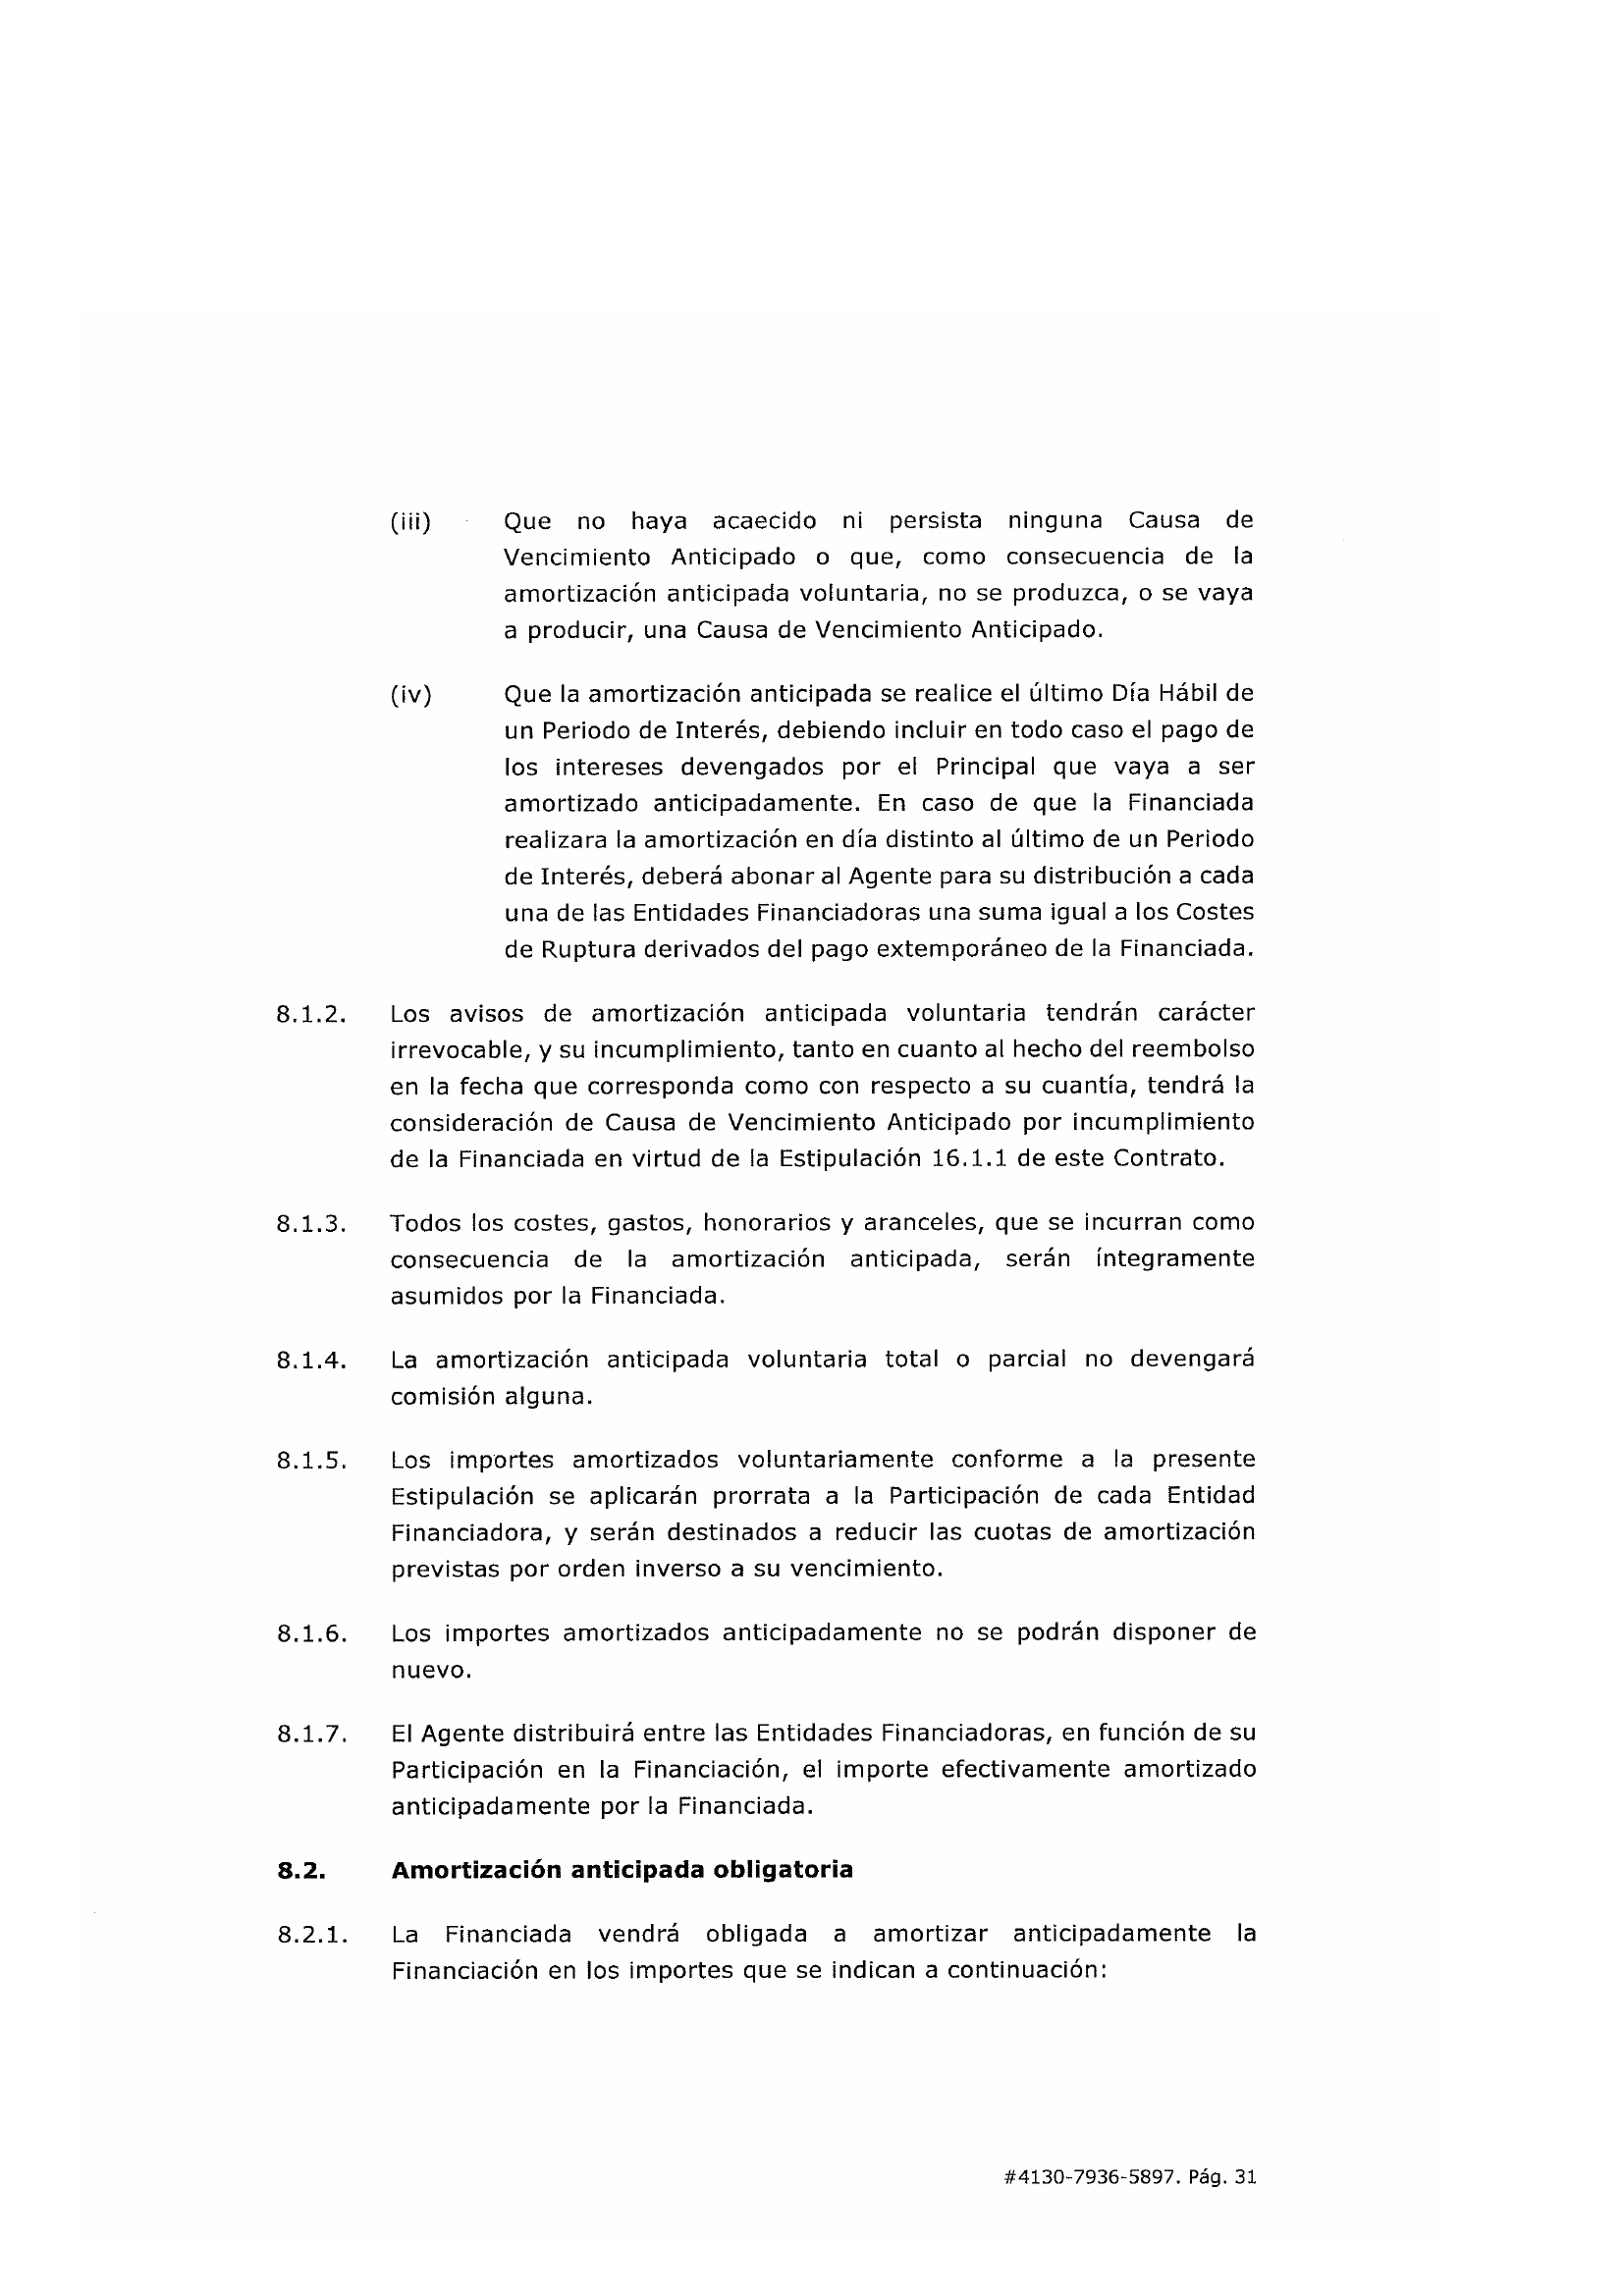 (iii) Que no haya acaecido ni persista ninguna Causa de
Vencimiento Anticipado o que, como consecuencia de la
amortización anticipada voluntaria, no se produzca, o se vaya
a producir, una Causa de Vencimiento Anticipado.
(iv) Que la amortización anticipada se realice el último Día Hábil de
un Periodo de Interés, debiendo incluir en todo caso el pago de
los intereses devengados por el Principal que vaya a ser
amortizado anticipadamente. En caso de que la Financiada
realizara la amortización en día distinto al último de un Periodo
de Interés, deberá abonar al Agente para su distribución a cada
una de las Entidades Financiadoras una suma igual a los Costes
de Ruptura derivados del pago extemporáneo de la Financiada.
8.1.2. Los avisos de amortización anticipada voluntaria tendrán carácter
irrevocable, y su incumplimiento, tanto en cuanto al hecho del reembolso
en la fecha que corresponda como con respecto a su cuantía, tendrá la
consideración de Causa de Vencimiento Anticipado por incumplimiento
de la Financiada en virtud de la Estipulación 16.1.1 de este Contrato.
8.1.3. Todos los costes, gastos, honorarios y aranceles, que se incurran como
consecuencia de la amortización anticipada, serán íntegramente
asumidos por la Financiada.
8.1.4. La amortización anticipada voluntaria total o parcial no devengará
comisión alguna.
8.1.5. Los importes amortizados voluntariamente conforme a la presente
Estipulación se aplicarán prorrata a la Participación de cada Entidad
Financiadora, y serán destinados a reducir las cuotas de amortización
previstas por orden inverso a su vencimiento.
8.1.6. Los importes amortizados anticipadamente no se podrán disponer de
nuevo.
8.1.7. El Agente distribuirá entre las Entidades Financiadoras, en función de su
Participación en la Financiación, el importe efectivamente amortizado
anticipadamente por la Financiada.
8.2. Amortización anticipada obligatoria
8.2.1. La Financiada vendrá obligada a amortizar anticipadamente la
Financiación en los importes que se indican a continuación:
#4130-7936-5897. Pág. 31